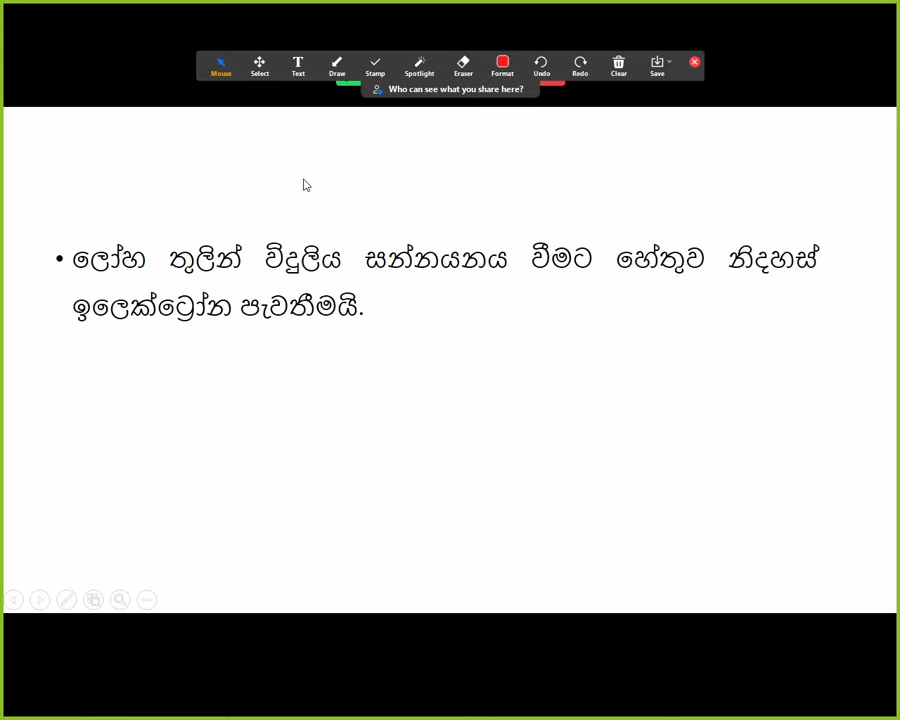 Mouse Select Text Draw Stamp Spotlight Eraser Format Undo Redo Clear Save
Who can see what you share here?
• ලෝහ තුලින් විදුලිය සන්නයනය වීමට හේතුව නිදහස්
ඉලෙක්ට්‍රෝන පැවතීමයි.